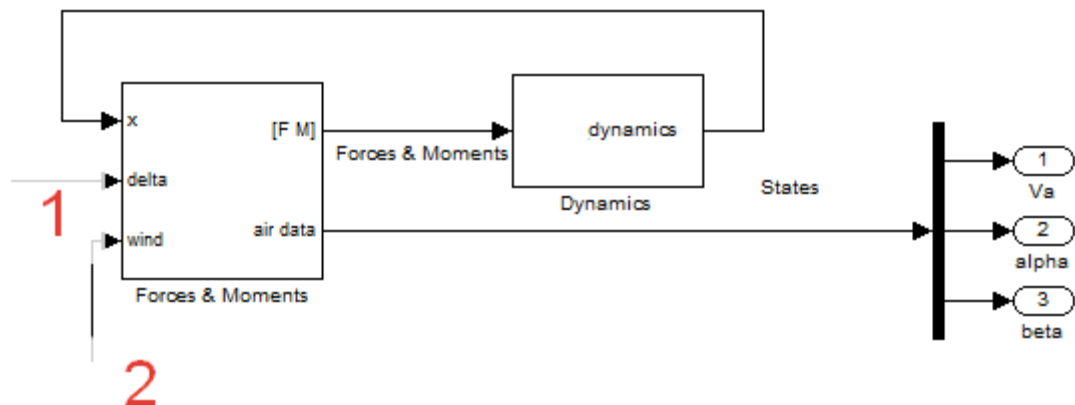 x
[F M]
dynamics
Forces & Moments
delta
1
States
Dynamics
1
Va
wind
air data
2
alpha
Forces & Moments
3
beta
2